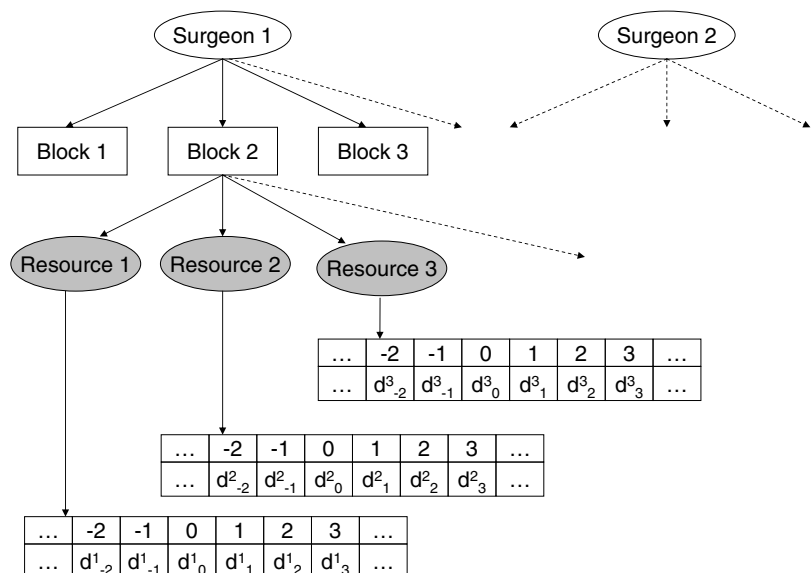 Surgeon 1 Surgeon 2
Block 1 Block 2 Block 3
Resource 1 Resource 2 Resource 3
… -2 -1 0 1 2 3 …
… d³₋₂ d³₋₁ d³₀ d³₁ d³₂ d³₃ …
… -2 -1 0 1 2 3 …
… d²₋₂ d²₋₁ d²₀ d²₁ d²₂ d²₃ …
… -2 -1 0 1 2 3 …
… d¹₋₂ d¹₋₁ d¹₀ d¹₁ d¹₂ d¹₃ …